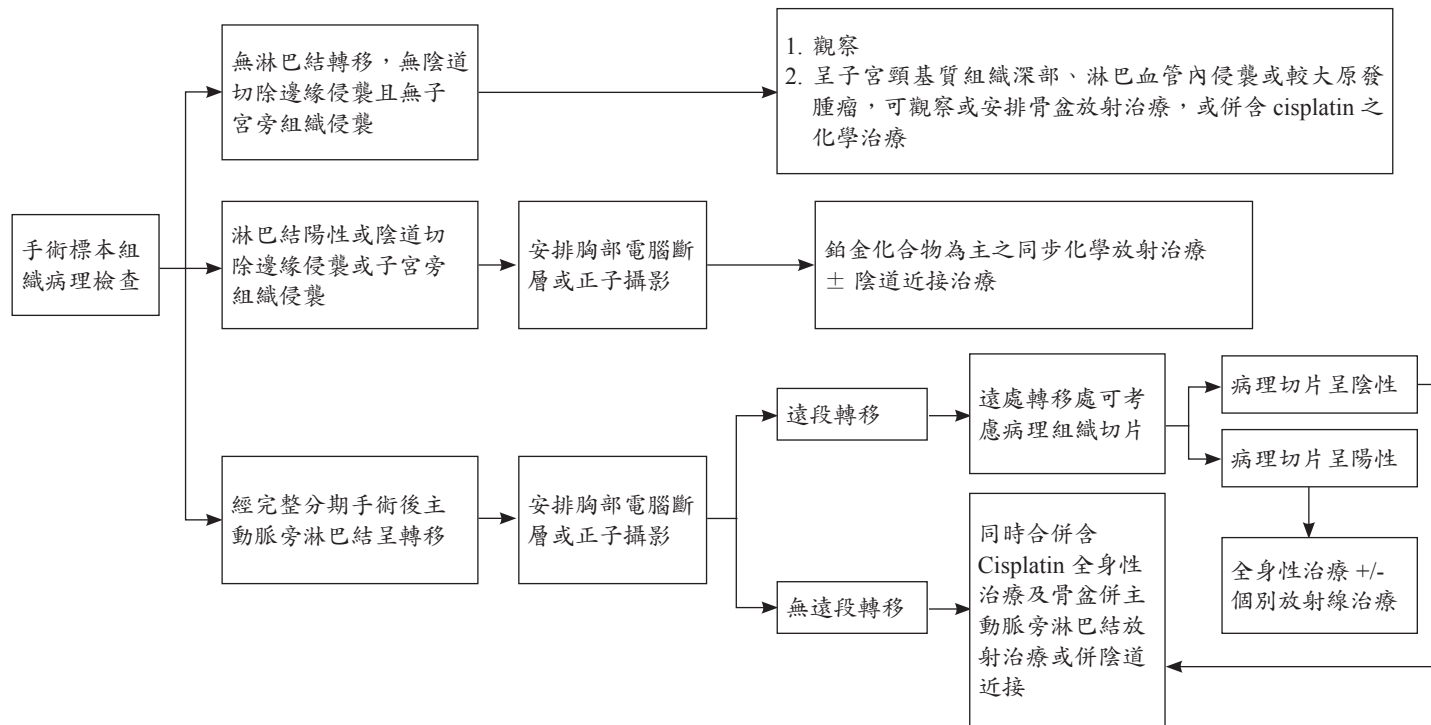 無淋巴結轉移，無陰道
切除邊緣侵襲且無子
宮旁組織侵襲
1. 觀察
2. 呈子宮頸基質組織深部、淋巴血管內侵襲或較大原發
腫瘤，可觀察或安排骨盆放射治療，或併含 cisplatin 之
化學治療
手術標本組
織病理檢查
淋巴結陽性或陰道切
除邊緣侵襲或子宮旁
組織侵襲
安排胸部電腦斷
層或正子攝影
鉑金化合物為主之同步化學放射治療
± 陰道近接治療
經完整分期手術後主
動脈旁淋巴結呈轉移
安排胸部電腦斷
層或正子攝影
遠段轉移
遠處轉移處可考
慮病理組織切片
病理切片呈陰性
病理切片呈陽性
全身性治療 +/-
個別放射線治療
無遠段轉移
同時合併含
Cisplatin 全身性
治療及骨盆併主
動脈旁淋巴結放
射治療或併陰道
近接